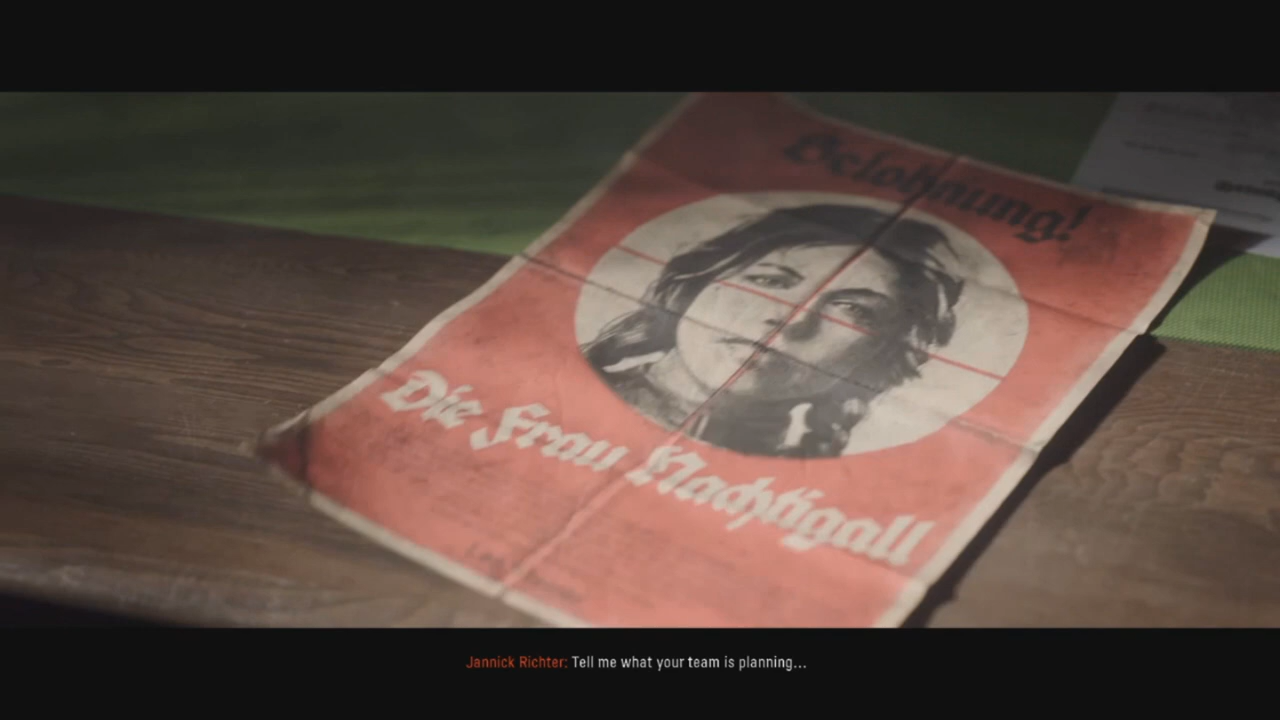 Belohnung!
Die Frau Nachtigall
Jannick Richter: Tell me what your team is planning...